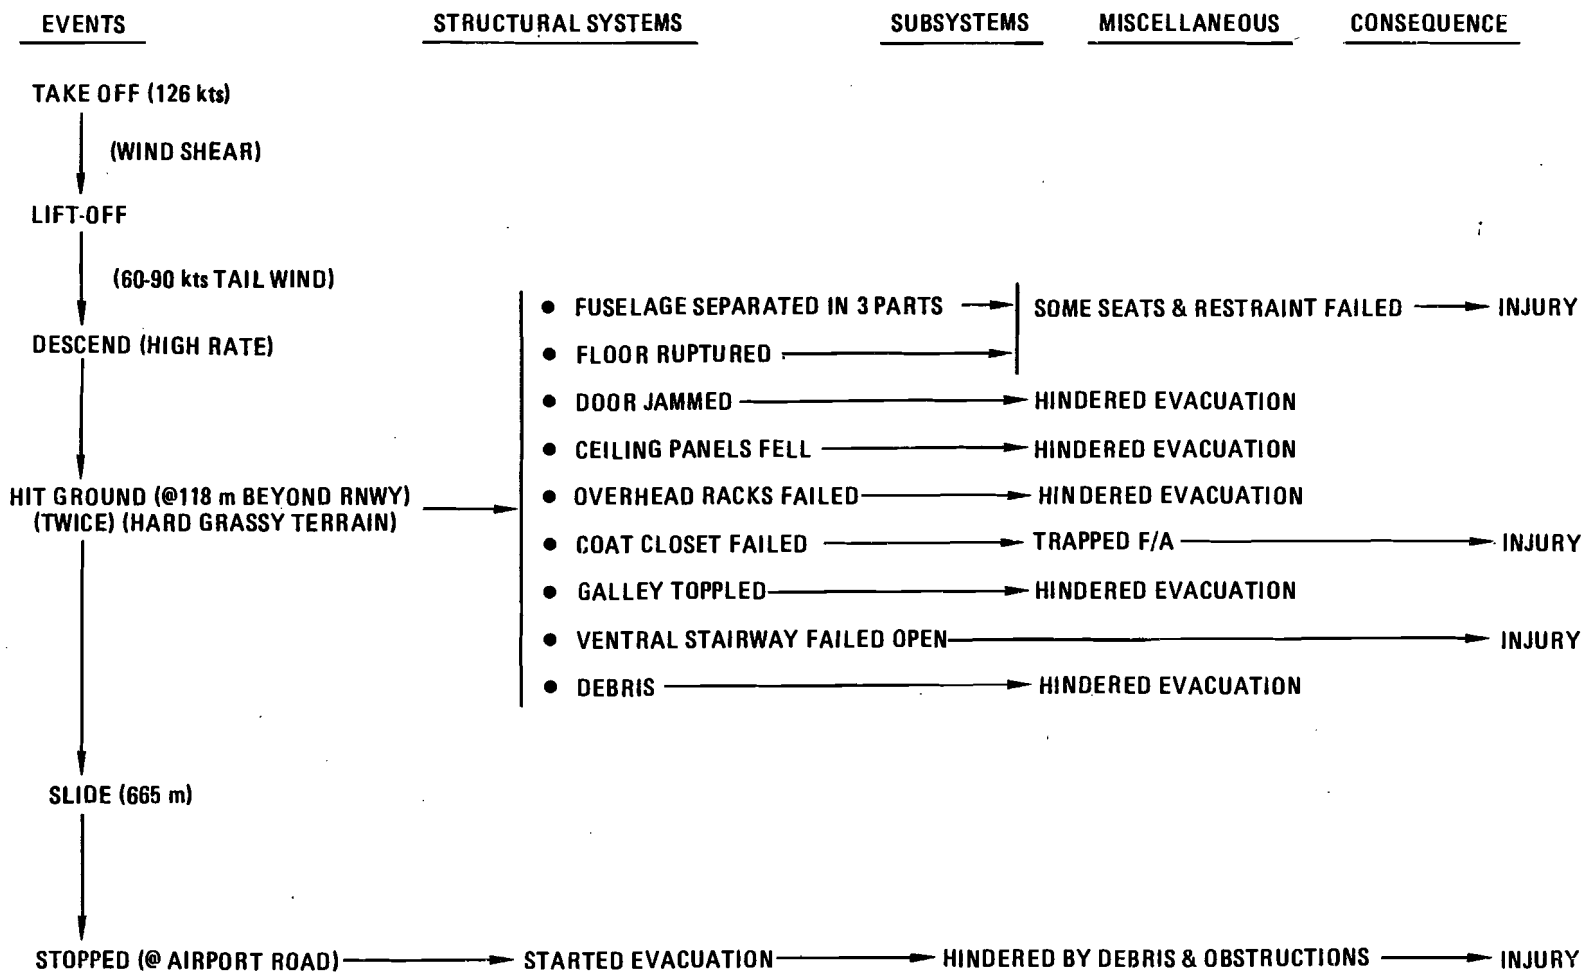 EVENTS STRUCTURAL SYSTEMS SUBSYSTEMS MISCELLANEOUS CONSEQUENCE
TAKE OFF (126 kts)
(WIND SHEAR)
LIFT-OFF
(60-90 kts TAIL WIND)
DESCEND (HIGH RATE)
• FUSELAGE SEPARATED IN 3 PARTS SOME SEATS & RESTRAINT FAILED INJURY
• FLOOR RUPTURED
• DOOR JAMMED HINDERED EVACUATION
• CEILING PANELS FELL HINDERED EVACUATION
HIT GROUND (@118 m BEYOND RNWY)
(TWICE) (HARD GRASSY TERRAIN)
• OVERHEAD RACKS FAILED HINDERED EVACUATION
• COAT CLOSET FAILED TRAPPED F/A INJURY
• GALLEY TOPPLED HINDERED EVACUATION
• VENTRAL STAIRWAY FAILED OPEN INJURY
• DEBRIS HINDERED EVACUATION
SLIDE (665 m)
STOPPED (@ AIRPORT ROAD) STARTED EVACUATION HINDERED BY DEBRIS & OBSTRUCTIONS INJURY